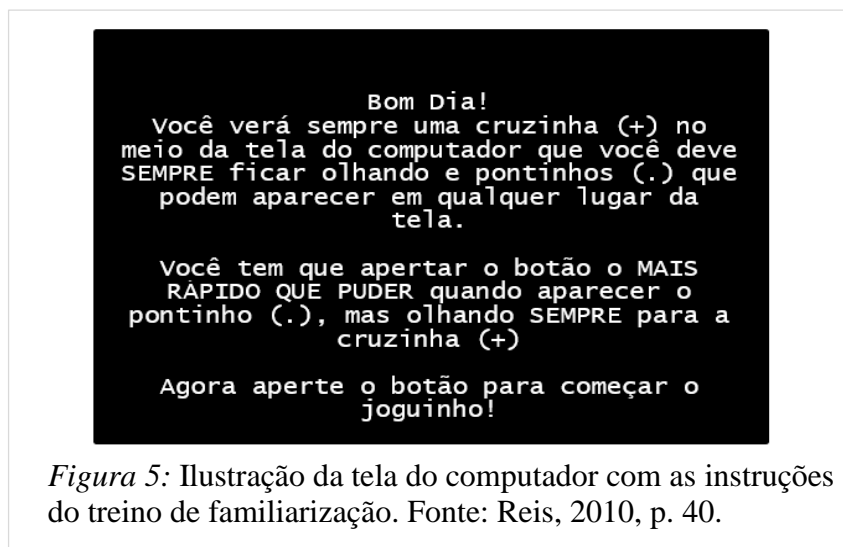 Bom Dia!
Você verá sempre uma cruzinha (+) no
meio da tela do computador que você deve
SEMPRE ficar olhando e pontinhos (.) que
podem aparecer em qualquer lugar da
tela.
Você tem que apertar o botão o MAIS
RÁPIDO QUE PUDER quando aparecer o
pontinho (.), mas olhando SEMPRE para a
cruzinha (+)
Agora aperte o botão para começar o
joguinho!
Figura 5: Ilustração da tela do computador com as instruções
do treino de familiarização. Fonte: Reis, 2010, p. 40.